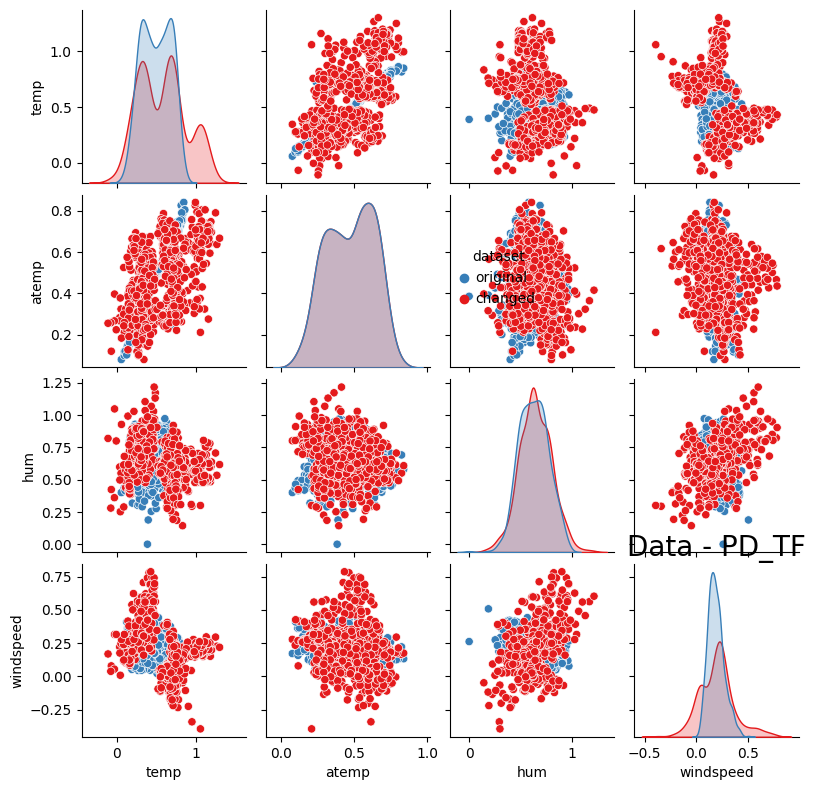 temp
1.0
0.5
0.0
atemp
0.8
0.6
0.4
0.2
dataset
original
changed
hum
1.25
1.00
0.75
0.50
0.25
0.00
Data - PD_TF
windspeed
0.75
0.50
0.25
0.00
−0.25
0 1 0.0 0.5 1.0 0 1 −0.5 0.0 0.5
temp atemp hum windspeed